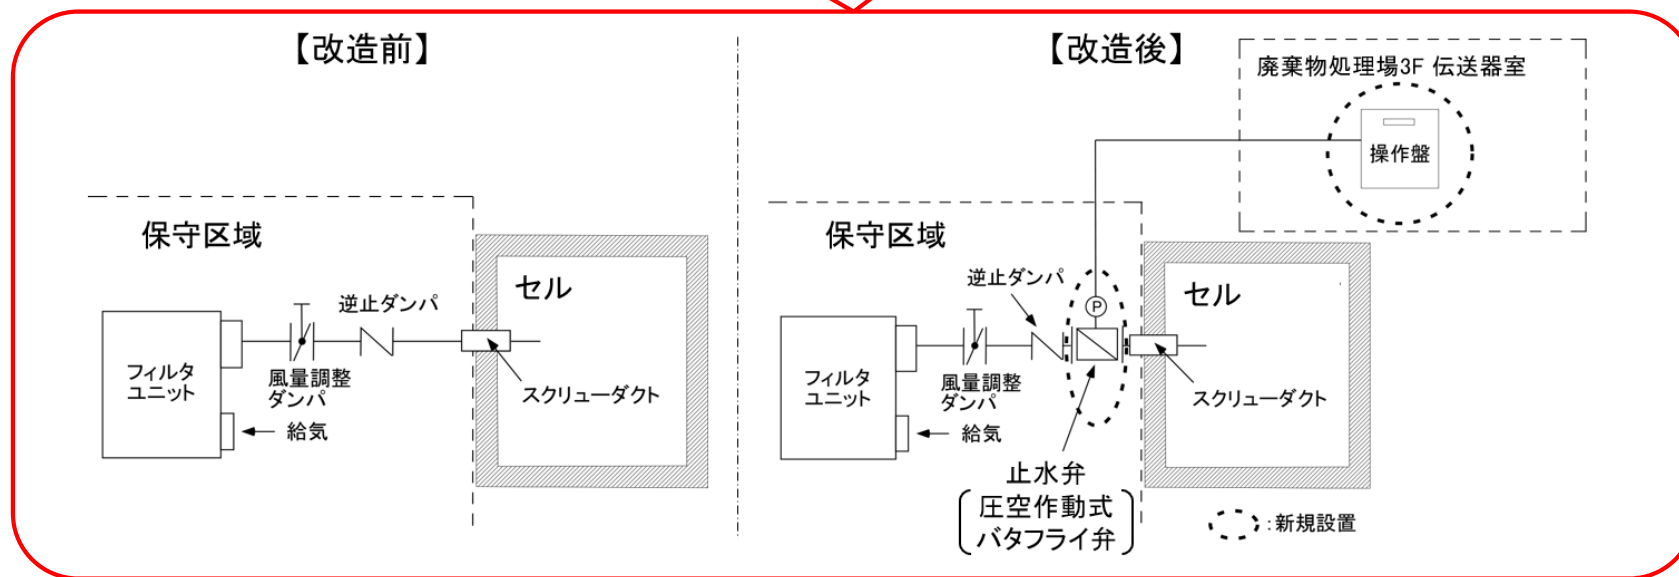 【改造前】
保守区域
セル
逆止ダンパ
フィルタ
ユニット
風量調整
ダンパ
スクリューダクト
給気
【改造後】
廃棄物処理場3F 伝送器室
操作盤
保守区域
逆止ダンパ
P
セル
フィルタ
ユニット
風量調整
ダンパ
スクリューダクト
給気
止水弁
圧空作動式
バタフライ弁
:新規設置